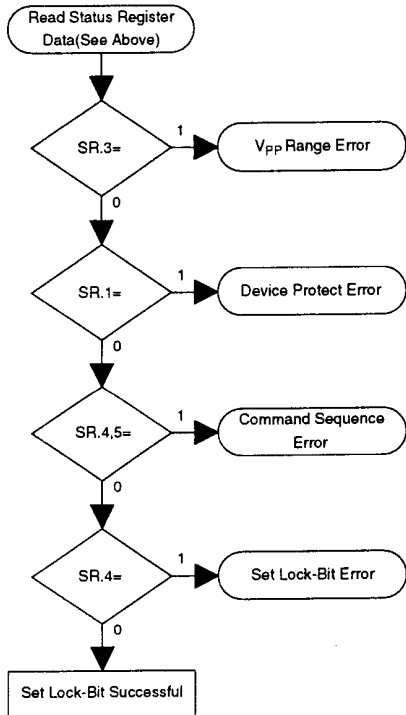 Read Status Register
Data(See Above)
SR.3=
1
VPP Range Error
0
SR.1=
1
Device Protect Error
0
SR.4,5=
1
Command Sequence
Error
0
SR.4=
1
Set Lock-Bit Error
0
Set Lock-Bit Successful